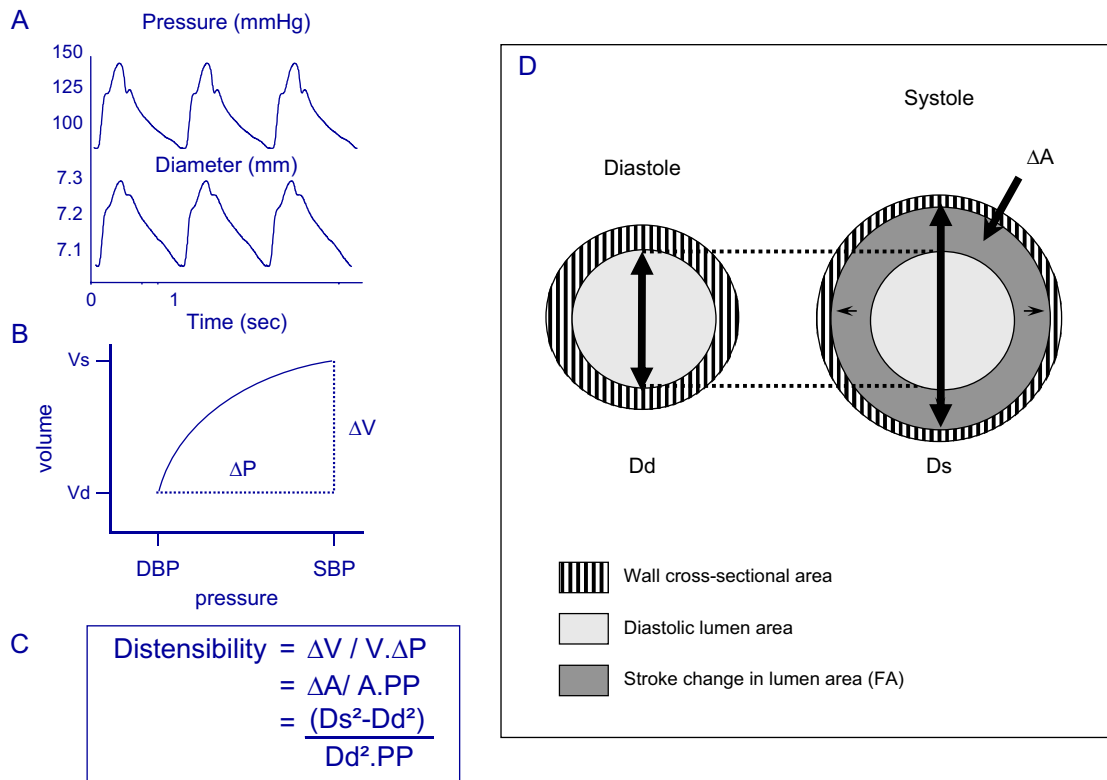 A
Pressure (mmHg)
150
125
100
Diameter (mm)
7.3
7.2
7.1
0 1
Time (sec)
B
Vs
volume
ΔV
ΔP
Vd
DBP SBP
pressure
C
Distensibility = ΔV / V.ΔP
= ΔA/ A.PP
= (Ds²-Dd²)
Dd².PP
D
Systole
ΔA
Diastole
Dd Ds
Wall cross-sectional area
Diastolic lumen area
Stroke change in lumen area (FA)